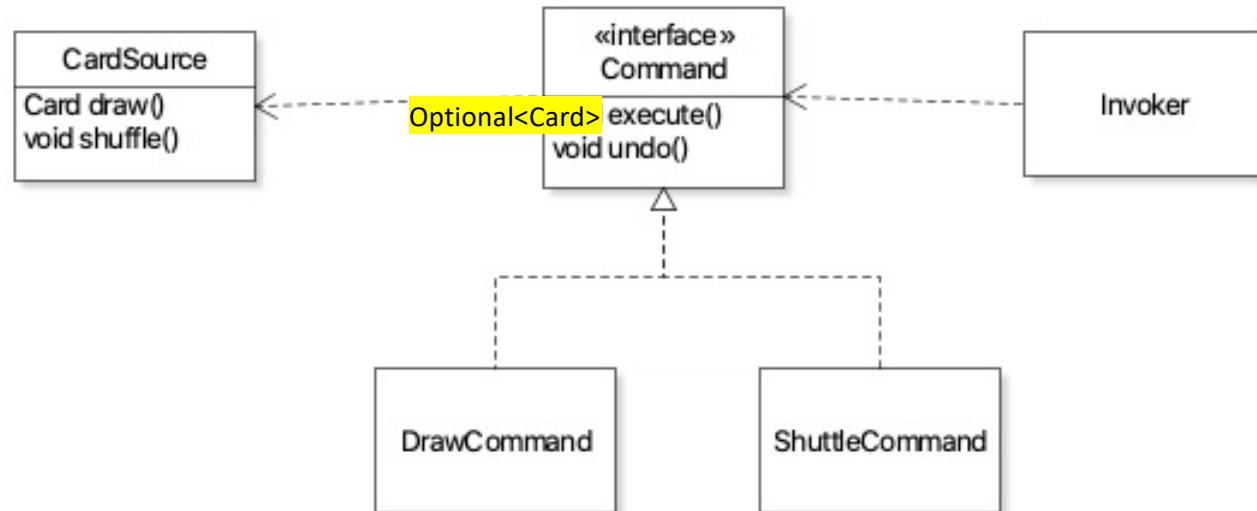 CardSource
Card draw()
void shuffle()
«interface»
Command
Optional<Card> execute()
void undo()
Invoker
DrawCommand
ShuttleCommand